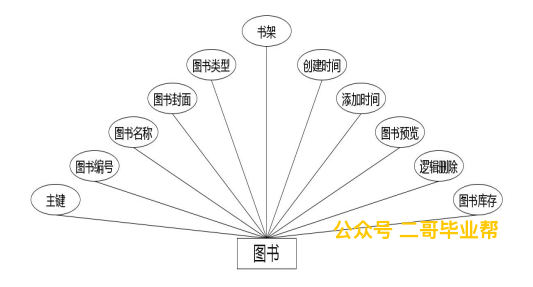 书架
图书类型
创建时间
图书封面
添加时间
图书名称
图书预览
图书编号
逻辑删除
主键
图书库存
公众号 二哥毕业帮
图书